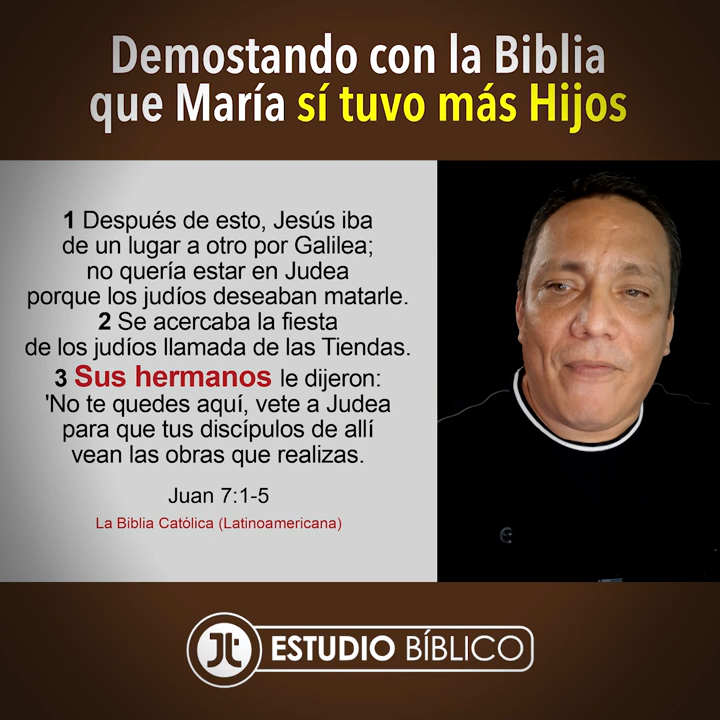 Demostando con la Biblia
que María sí tuvo más Hijos
1 Después de esto, Jesús iba
de un lugar a otro por Galilea;
no quería estar en Judea
porque los judíos deseaban matarle.
2 Se acercaba la fiesta
de los judíos llamada de las Tiendas.
3 Sus hermanos le dijeron:
'No te quedes aquí, vete a Judea
para que tus discípulos de allí
vean las obras que realizas.
Juan 7:1-5
La Biblia Católica (Latinoamericana)
Jt ESTUDIO BÍBLICO